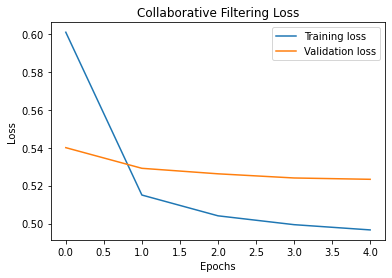 Collaborative Filtering Loss
Training loss
Validation loss
Loss
0.60
0.58
0.56
0.54
0.52
0.50
0.0 0.5 1.0 1.5 2.0 2.5 3.0 3.5 4.0
Epochs